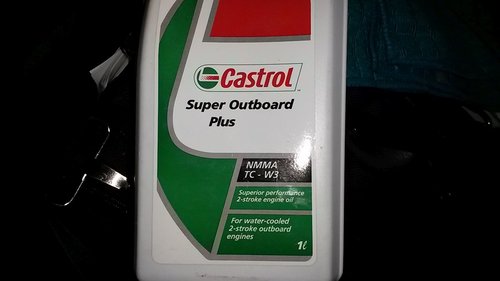 Castrol
Super Outboard
Plus
NMMA
TC - W3
Superior performance
2-stroke engine oil
For water-cooled
2-stroke outboard
engines
1l